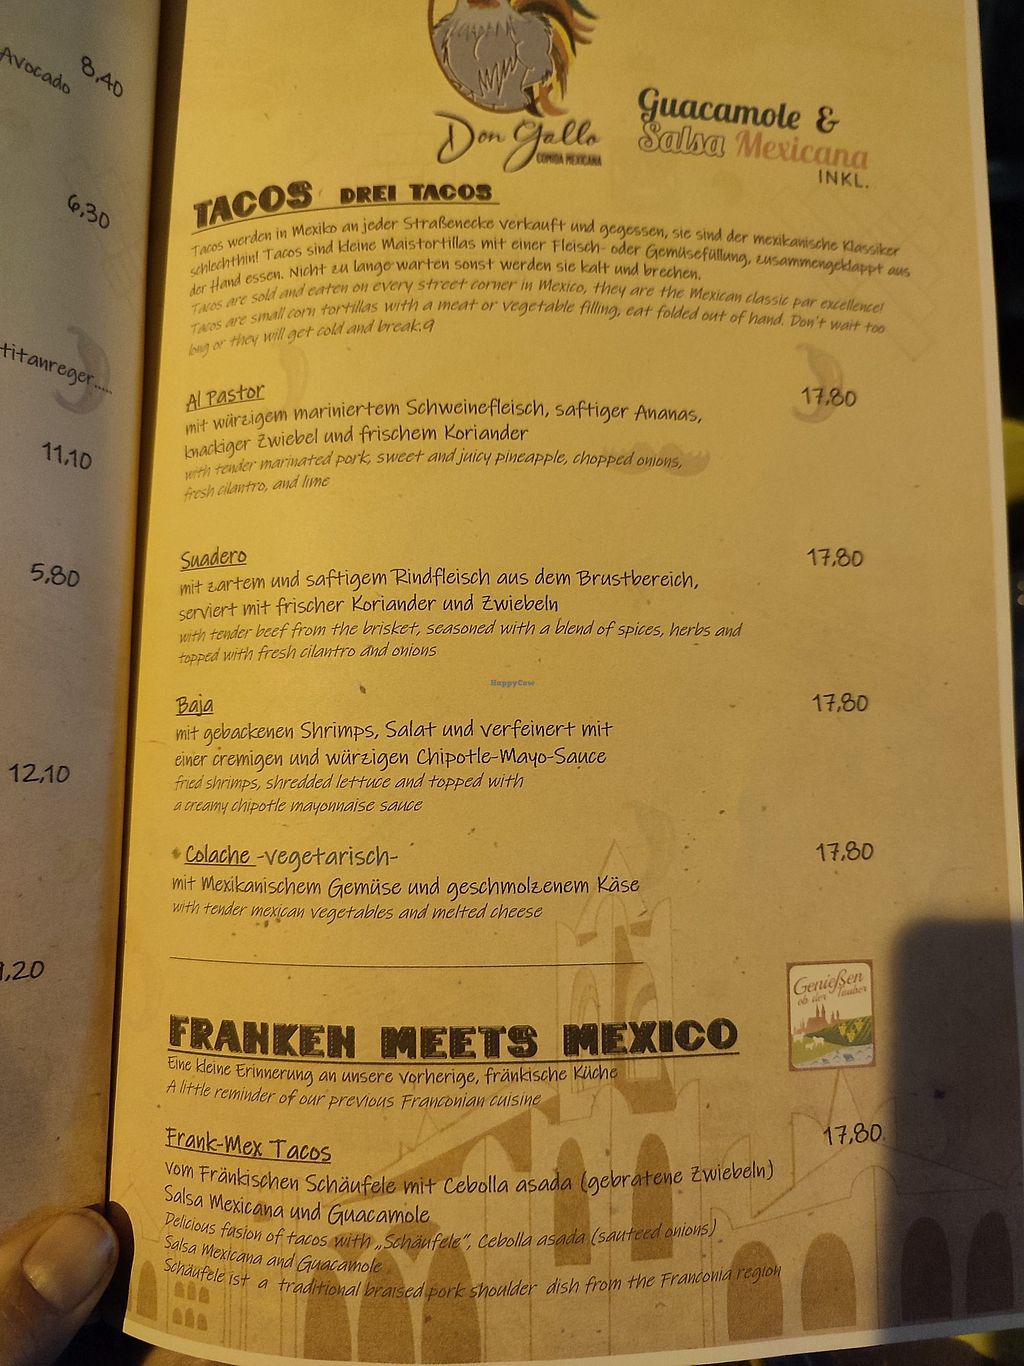 Avocado
8,40
6,30
titanreger.....
11,10
5,80
12,10
1,20
Don Gallo
COMIDA MEXICANA
Guacamole &
Salsa Mexicana
INKL.
TACOS DREI TACOS
Tacos werden in Mexiko an jeder Straßenecke verkauft und gegessen, sie sind der mexikanische Klassiker
schlechthin! Tacos sind kleine Maistortillas mit einer Fleisch- oder Gemüsefüllung, zusammengeklappt aus
der Hand essen. Nicht zu lange warten sonst werden sie kalt und brechen.
Tacos are sold and eaten on every street corner in Mexico, they are the Mexican classic par excellence!
Tacos are small corn tortillas with a meat or vegetable filling, eat folded out of hand. Don't wait too
long or they will get cold and break.9
Al Pastor 17,80
mit würzigem mariniertem Schweinefleisch, saftiger Ananas,
knackiger Zwiebel und frischem Koriander
with tender marinated pork, sweet and juicy pineapple, chopped onions,
fresh cilantro, and lime
Suadero 17,80
mit zartem und saftigem Rindfleisch aus dem Brustbereich,
serviert mit frischer Koriander und Zwiebeln
with tender beef from the brisket, seasoned with a blend of spices, herbs and
topped with fresh cilantro and onions
HappyCow
Baja 17,80
mit gebackenen Shrimps, Salat und verfeinert mit
einer cremigen und würzigen Chipotle-Mayo-Sauce
fried shrimps, shredded lettuce and topped with
a creamy chipotle mayonnaise sauce
Colache -vegetarisch- 17,80
mit Mexikanischem Gemüse und geschmolzenem Käse
with tender mexican vegetables and melted cheese
Genießen
ob der Tauber
FRANKEN MEETS MEXICO
Eine kleine Erinnerung an unsere vorherige, fränkische Küche
A little reminder of our previous Franconian cuisine
Frank-Mex Tacos 17,80
vom Fränkischen Schäufele mit Cebolla asada (gebratene Zwiebeln)
Salsa Mexicana und Guacamole
Delicious fusion of tacos with „Schäufele", Cebolla asada (sauteed onions)
Salsa Mexicana and Guacamole
Schäufele ist a traditional braised pork shoulder dish from the Franconia region